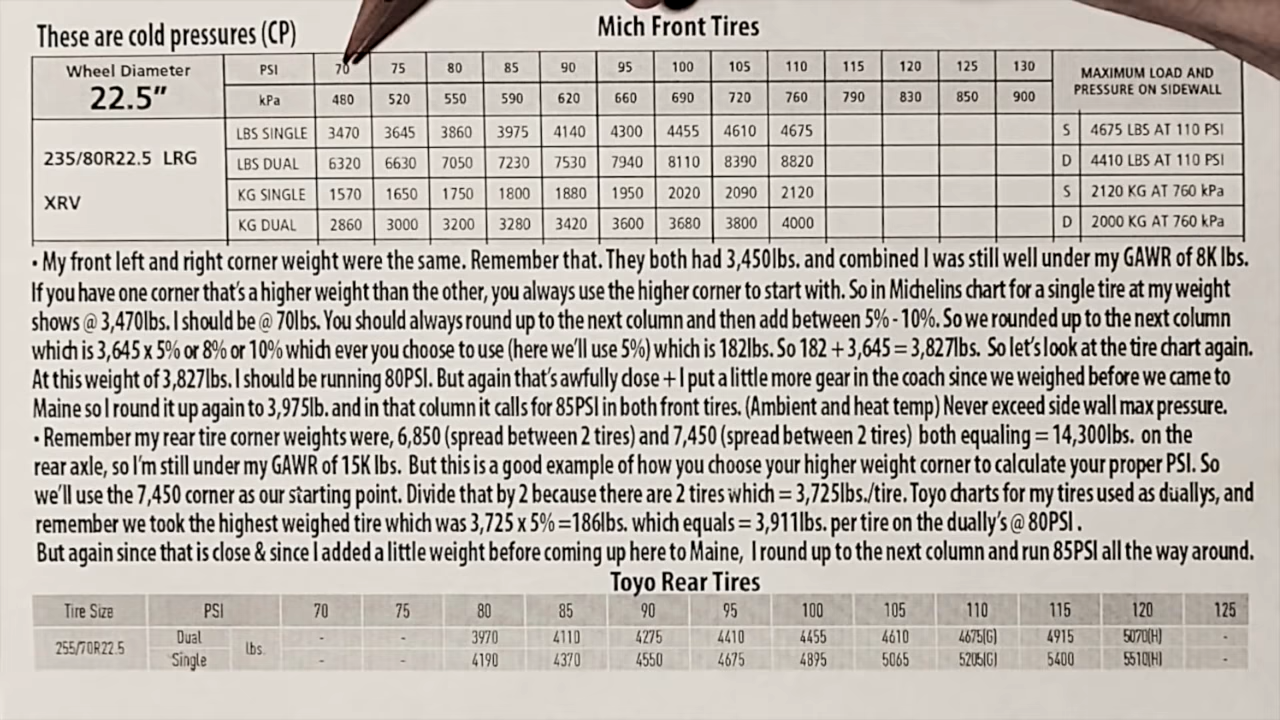 These are cold pressures (CP)
Mich Front Tires
Wheel Diameter 22.5" PSI 70 75 80 85 90 95 100 105 110 115 120 125 130 MAXIMUM LOAD AND PRESSURE ON SIDEWALL
kPa 480 520 550 590 620 660 690 720 760 790 830 850 900
235/80R22.5 LRG XRV LBS SINGLE 3470 3645 3860 3975 4140 4300 4455 4610 4675 S 4675 LBS AT 110 PSI
LBS DUAL 6320 6630 7050 7230 7530 7940 8110 8390 8820 D 4410 LBS AT 110 PSI
KG SINGLE 1570 1650 1750 1800 1880 1950 2020 2090 2120 S 2120 KG AT 760 kPa
KG DUAL 2860 3000 3200 3280 3420 3600 3680 3800 4000 D 2000 KG AT 760 kPa
• My front left and right corner weight were the same. Remember that. They both had 3,450lbs. and combined I was still well under my GAWR of 8K lbs.
If you have one corner that's a higher weight than the other, you always use the higher corner to start with. So in Michelins chart for a single tire at my weight
shows @ 3,470lbs. I should be @ 70lbs. You should always round up to the next column and then add between 5% - 10%. So we rounded up to the next column
which is 3,645 x 5% or 8% or 10% which ever you choose to use (here we'll use 5%) which is 182lbs. So 182 + 3,645 = 3,827lbs. So let's look at the tire chart again.
At this weight of 3,827lbs. I should be running 80PSI. But again that's awfully close + I put a little more gear in the coach since we weighed before we came to
Maine so I round it up again to 3,975lb. and in that column it calls for 85PSI in both front tires. (Ambient and heat temp) Never exceed side wall max pressure.
• Remember my rear tire corner weights were, 6,850 (spread between 2 tires) and 7,450 (spread between 2 tires) both equaling = 14,300lbs. on the
rear axle, so I'm still under my GAWR of 15K lbs. But this is a good example of how you choose your higher weight corner to calculate your proper PSI. So
we'll use the 7,450 corner as our starting point. Divide that by 2 because there are 2 tires which = 3,725lbs./tire. Toyo charts for my tires used as duallys, and
remember we took the highest weighed tire which was 3,725 x 5% =186lbs. which equals = 3,911lbs. per tire on the dually's @ 80PSI .
But again since that is close & since I added a little weight before coming up here to Maine, I round up to the next column and run 85PSI all the way around.
Toyo Rear Tires
Tire Size PSI 70 75 80 85 90 95 100 105 110 115 120 125
255/70R22.5 Dual lbs. - - 3970 4110 4275 4410 4455 4610 4675(G) 4915 5070(H) -
Single - - 4190 4370 4550 4675 4895 5065 5205(G) 5400 5510(H) -